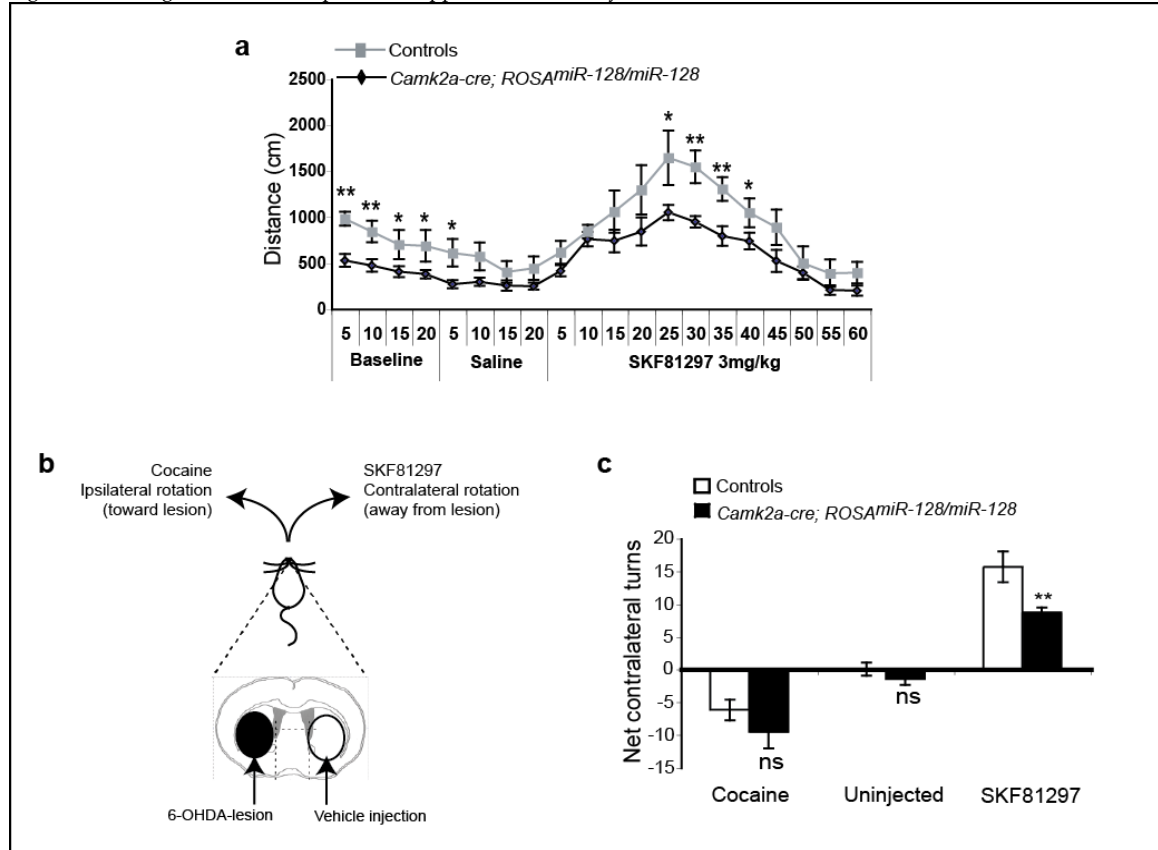 a
Controls
Camk2a-cre; ROSAmiR-128/miR-128
2500
2000
1500
1000
500
0
Distance (cm)
** ** * * * * ** ** *
5 10 15 20 5 10 15 20 5 10 15 20 25 30 35 40 45 50 55 60
Baseline Saline SKF81297 3mg/kg
b
Cocaine
Ipsilateral rotation
(toward lesion)
SKF81297
Contralateral rotation
(away from lesion)
6-OHDA-lesion Vehicle injection
c
Controls
Camk2a-cre; ROSAmiR-128/miR-128
20
15
10
5
0
-5
-10
-15
Net contralateral turns
ns
ns
**
Cocaine Uninjected SKF81297